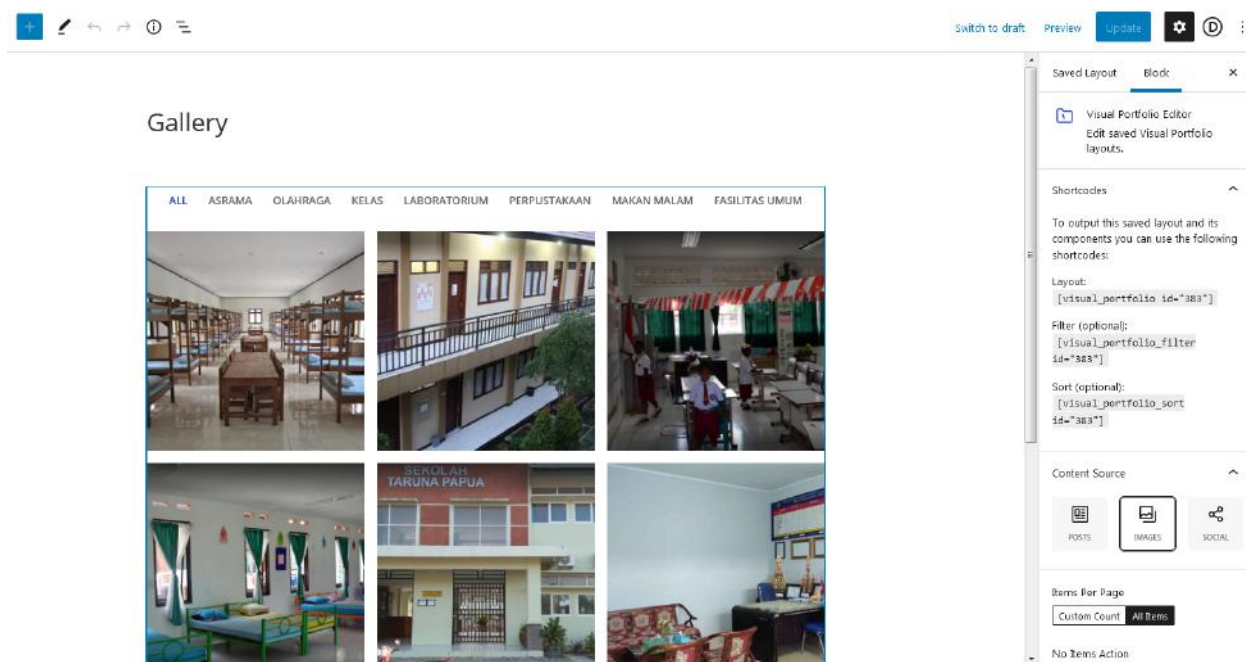 Switch to draft Preview Update
Saved Layout Block
Visual Portfolio Editor
Edit saved Visual Portfolio
layouts.
Gallery
Shortcodes
ALL ASRAMA OLAHRAGA KELAS LABORATORIUM PERPUSTAKAAN MAKAN MALAM FASILITAS UMUM
To output this saved layout and its
components you can use the following
shortcodes:
Layout:
[visual_portfolio id="383"]
Filter (optional):
[visual_portfolio_filter
id="383"]
Sort (optional):
[visual_portfolio_sort
id="383"]
SEKOLAH
TARUNA PAPUA
Content Source
POSTS IMAGES SOCIAL
Items Per Page
Custom Count All Items
No Items Action